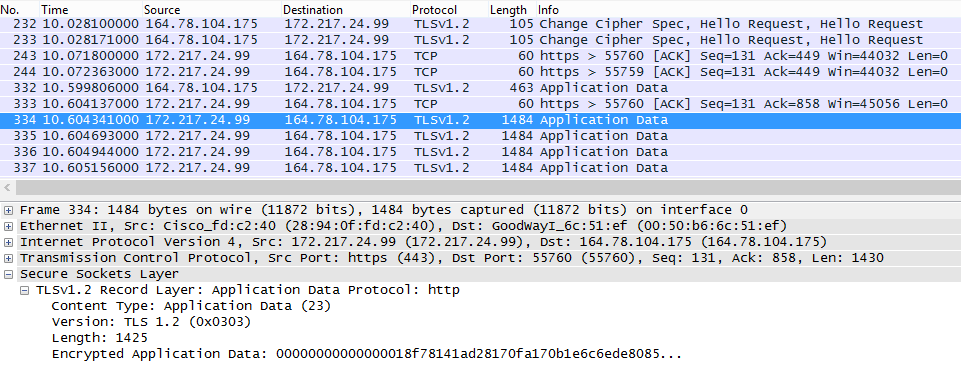 No. Time Source Destination Protocol Length Info
232 10.028100000 164.78.104.175 172.217.24.99 TLSv1.2 105 Change Cipher Spec, Hello Request, Hello Request
233 10.028171000 164.78.104.175 172.217.24.99 TLSv1.2 105 Change Cipher Spec, Hello Request, Hello Request
243 10.071800000 172.217.24.99 164.78.104.175 TCP 60 https > 55760 [ACK] Seq=131 Ack=449 Win=44032 Len=0
244 10.072363000 172.217.24.99 164.78.104.175 TCP 60 https > 55759 [ACK] Seq=131 Ack=449 Win=44032 Len=0
332 10.599806000 164.78.104.175 172.217.24.99 TLSv1.2 463 Application Data
333 10.604137000 172.217.24.99 164.78.104.175 TCP 60 https > 55760 [ACK] Seq=131 Ack=858 Win=45056 Len=0
334 10.604341000 172.217.24.99 164.78.104.175 TLSv1.2 1484 Application Data
335 10.604693000 172.217.24.99 164.78.104.175 TLSv1.2 1484 Application Data
336 10.604944000 172.217.24.99 164.78.104.175 TLSv1.2 1484 Application Data
337 10.605156000 172.217.24.99 164.78.104.175 TLSv1.2 1484 Application Data
Frame 334: 1484 bytes on wire (11872 bits), 1484 bytes captured (11872 bits) on interface 0
Ethernet II, Src: Cisco_fd:c2:40 (28:94:0f:fd:c2:40), Dst: GoodWayI_6c:51:ef (00:50:b6:6c:51:ef)
Internet Protocol Version 4, Src: 172.217.24.99 (172.217.24.99), Dst: 164.78.104.175 (164.78.104.175)
Transmission Control Protocol, Src Port: https (443), Dst Port: 55760 (55760), Seq: 131, Ack: 858, Len: 1430
Secure Sockets Layer
TLSv1.2 Record Layer: Application Data Protocol: http
Content Type: Application Data (23)
Version: TLS 1.2 (0x0303)
Length: 1425
Encrypted Application Data: 00000000000000018f78141ad28170fa170b1e6c6ede8085...